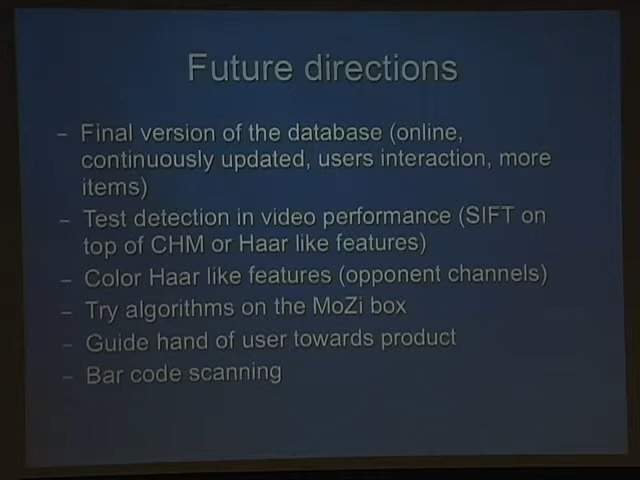 Future directions
– Final version of the database (online,
continuously updated, users interaction, more
items)
– Test detection in video performance (SIFT on
top of CHM or Haar like features)
– Color Haar like features (opponent channels)
– Try algorithms on the MoZi box
– Guide hand of user towards product
– Bar code scanning